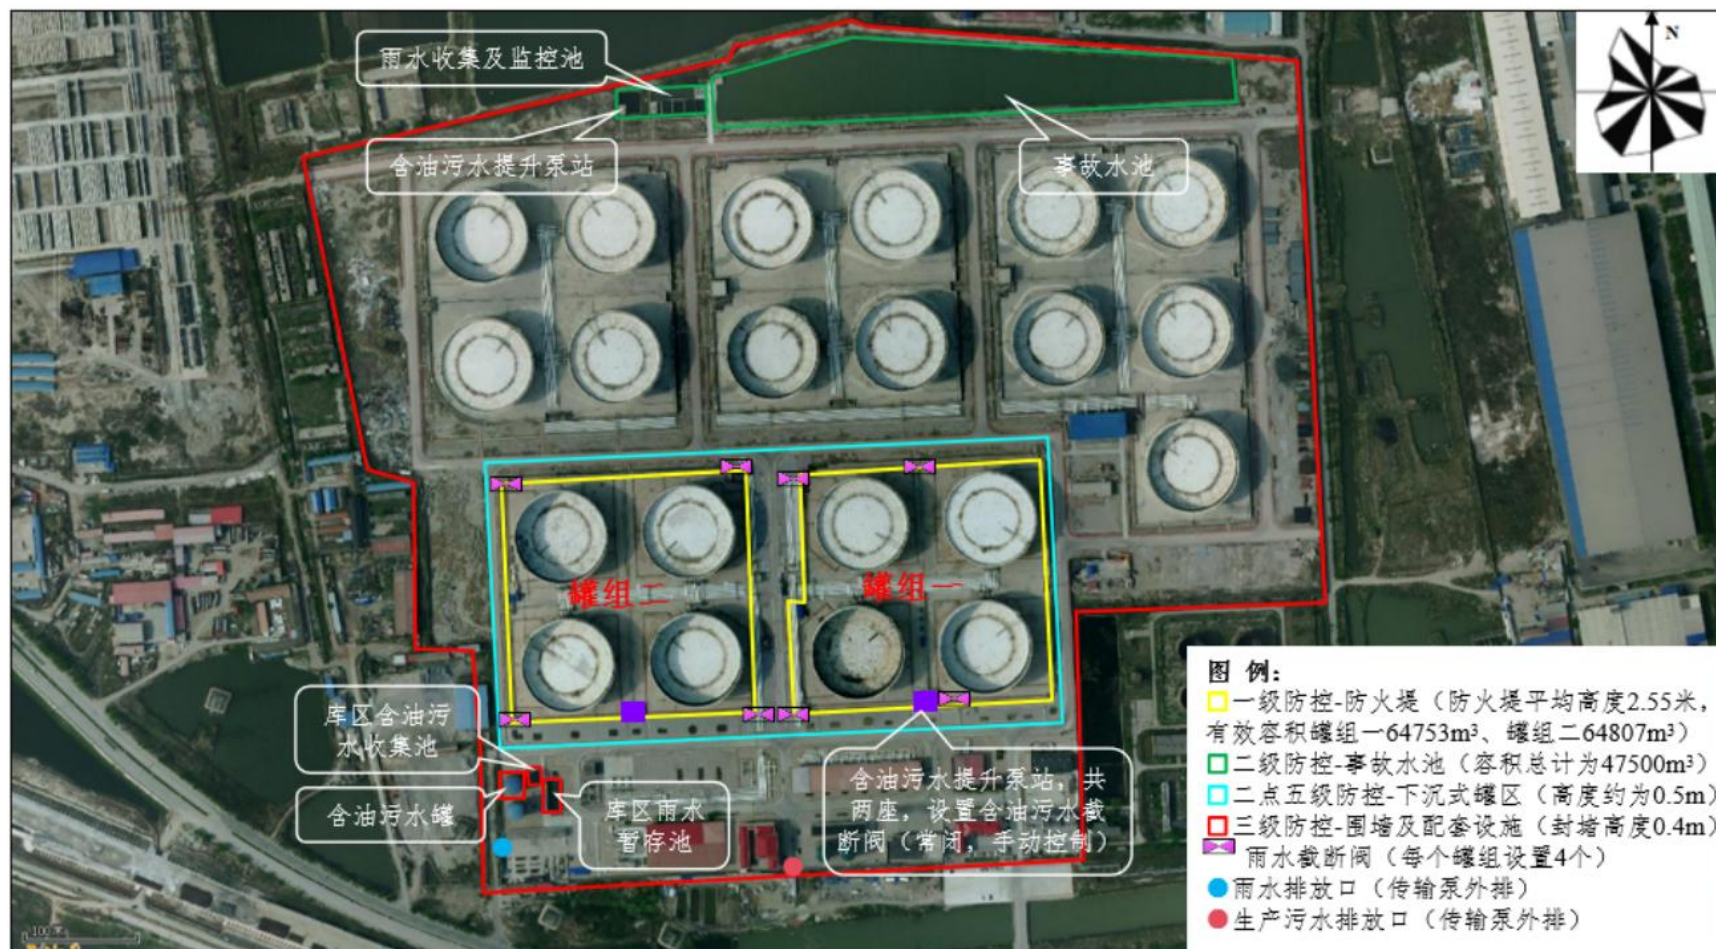 雨水收集及监控池
N
含油污水提升泵站
事故水池
罐组二
罐组一
库区含油污
水收集池
含油污水罐
库区雨水
暂存池
含油污水提升泵站，共
两座，设置含油污水截
断阀（常闭，手动控制）
图 例：
一级防控-防火堤（防火堤平均高度2.55米，
有效容积罐组一64753m³、罐组二64807m³）
二级防控-事故水池（容积总计为47500m³）
二点五级防控-下沉式罐区（高度约为0.5m）
三级防控-围墙及配套设施（封堵高度0.4m）
雨水截断阀（每个罐组设置4个）
雨水排放口（传输泵外排）
生产污水排放口（传输泵外排）
100 米